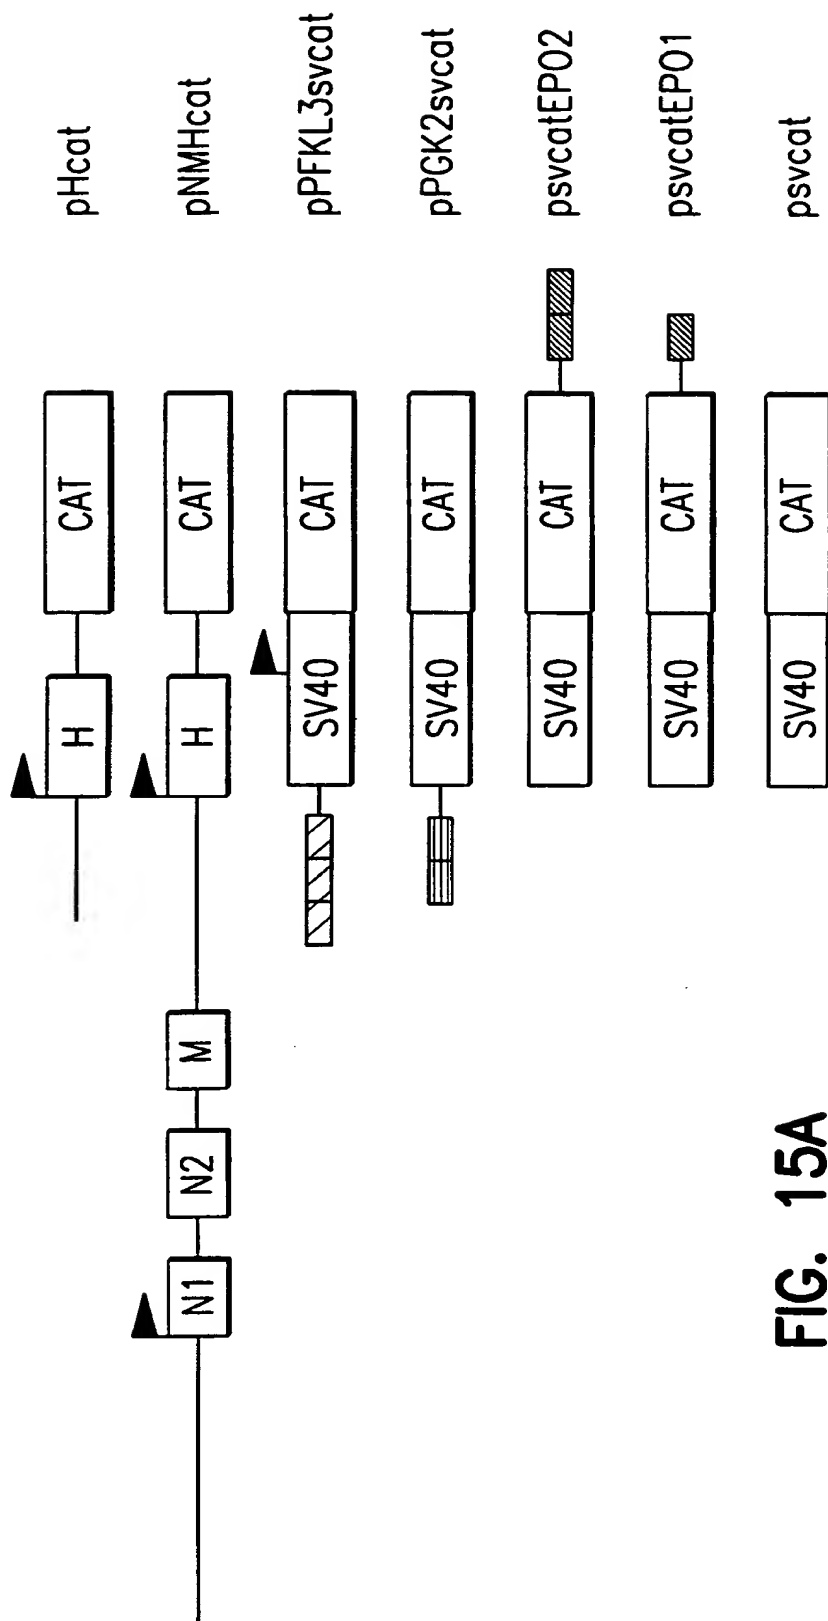 H CAT pHcat
N1 N2 M H CAT pNMHcat
SV40 CAT pPFKL3svcat
SV40 CAT pPGK2svcat
SV40 CAT psvcatEPO2
SV40 CAT psvcatEPO1
SV40 CAT psvcat
FIG. 15A